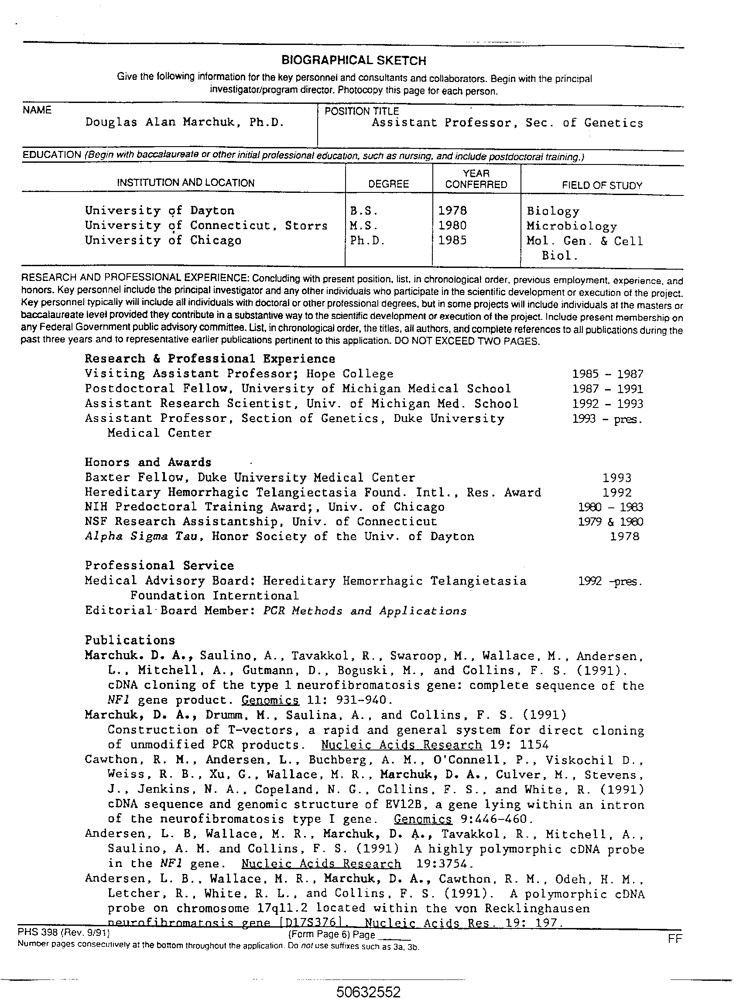 BIOGRAPHICAL SKETCH
Give the following information for the key personnel and consultants and collaborators. Begin with the principal
investigator/program director. Photocopy this page for each person.
NAME
POSITION TITLE
Douglas Alan Marchuk, Ph.D.
Assistant Professor, Sec. of Genetics
EDUCATION (Begin with baccalaureate or other initial professional education, such as nursing, and include postdoctoral training.)
INSTITUTION AND LOCATION DEGREE YEAR CONFERRED FIELD OF STUDY
University of Dayton B.S. 1978 Biology
University of Connecticut, Storrs M.S. 1980 Microbiology
University of Chicago Ph.D. 1985 Mol. Gen. & Cell
Biol.
RESEARCH AND PROFESSIONAL EXPERIENCE: Concluding with present position, list, in chronological order, previous employment, experience, and
honors. Key personnel include the principal investigator and any other individuals who participate in the scientific development or execution of the project.
Key personnel typically will include all individuals with doctoral or other professional degrees, but in some projects will include individuals at the masters or
baccalaureate level provided they contribute in a substantive way to the scientific development or execution of the project. Include present membership on
any Federal Government public advisory committee. List, in chronological order, the titles, all authors, and complete references to all publications during the
past three years and to representative earlier publications pertinent to this application. DO NOT EXCEED TWO PAGES.
Research & Professional Experience
Visiting Assistant Professor; Hope College 1985 - 1987
Postdoctoral Fellow, University of Michigan Medical School 1987 - 1991
Assistant Research Scientist, Univ. of Michigan Med. School 1992 - 1993
Assistant Professor, Section of Genetics, Duke University 1993 - pres.
Medical Center
Honors and Awards
Baxter Fellow, Duke University Medical Center 1993
Hereditary Hemorrhagic Telangiectasia Found. Intl., Res. Award 1992
NIH Predoctoral Training Award;, Univ. of Chicago 1980 - 1983
NSF Research Assistantship, Univ. of Connecticut 1979 & 1980
Alpha Sigma Tau, Honor Society of the Univ. of Dayton 1978
Professional Service
Medical Advisory Board: Hereditary Hemorrhagic Telangietasia 1992 -pres.
Foundation Interntional
Editorial Board Member: PCR Methods and Applications
Publications
Marchuk. D. A., Saulino, A., Tavakkol, R., Swaroop, M., Wallace, M., Andersen,
L., Mitchell, A., Gutmann, D., Boguski, M., and Collins, F. S. (1991).
cDNA cloning of the type 1 neurofibromatosis gene: complete sequence of the
NF1 gene product. Genomics 11: 931-940.
Marchuk, D. A., Drumm, M., Saulina, A., and Collins, F. S. (1991)
Construction of T-vectors, a rapid and general system for direct cloning
of unmodified PCR products. Nucleic Acids Research 19: 1154
Cawthon, R. M., Andersen, L., Buchberg, A. M., O'Connell, P., Viskochil D.,
Weiss, R. B., Xu, G., Wallace, M. R., Marchuk, D. A., Culver, M., Stevens,
J., Jenkins, N. A., Copeland, N. G., Collins, F. S., and White, R. (1991)
cDNA sequence and genomic structure of EV12B, a gene lying within an intron
of the neurofibromatosis type I gene. Genomics 9:446-460.
Andersen, L. B, Wallace, M. R., Marchuk, D. A., Tavakkol, R., Mitchell, A.,
Saulino, A. M. and Collins, F. S. (1991) A highly polymorphic cDNA probe
in the NF1 gene. Nucleic Acids Research 19:3754.
Andersen, L. B., Wallace, M. R., Marchuk, D. A., Cawthon, R. M., Odeh, H. M.,
Letcher, R., White, R. L., and Collins, F. S. (1991). A polymorphic cDNA
probe on chromosome 17q11.2 located within the von Recklinghausen
neurofibromatosis gene [D17S376]. Nucleic Acids Res. 19: 197.
PHS 398 (Rev. 9/91) (Form Page 6) Page FF
Number pages consecutively at the bottom throughout the application. Do not use suffixes such as 3a, 3b.
50632552